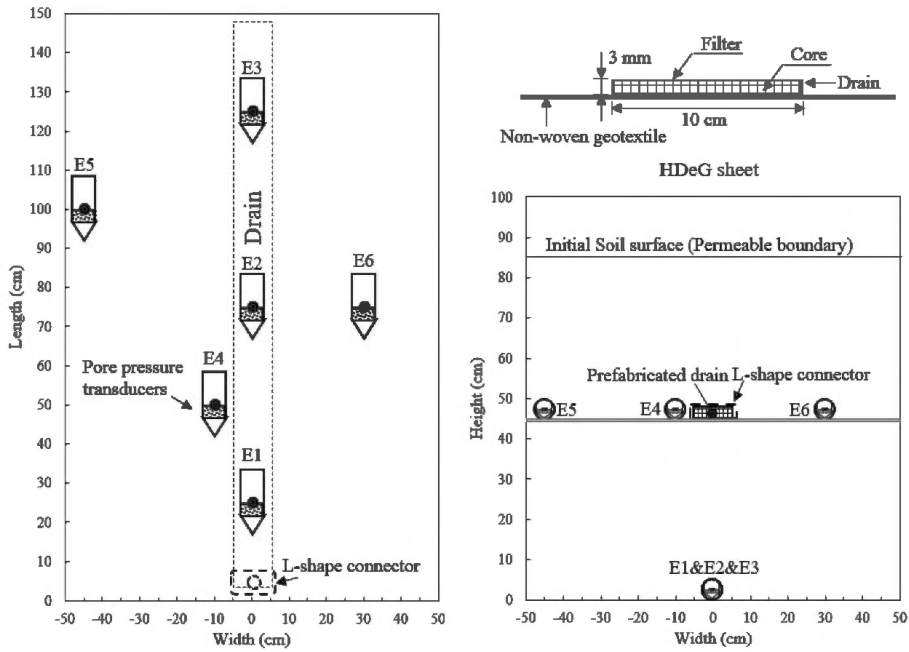 150
140
130
120
110
100
90
80
70
60
50
40
30
20
10
0
-50 -40 -30 -20 -10 0 10 20 30 40 50
Length (cm)
Width (cm)
E3
E5
Drain
E2
E6
E4
Pore pressure
transducers
E1
L-shape connector
Filter
3 mm
Core
Drain
10 cm
Non-woven geotextile
HDeG sheet
100
90
80
70
60
50
40
30
20
10
0
Height (cm)
Initial Soil surface (Permeable boundary)
Prefabricated drain
L-shape connector
E5
E4
E6
E1&E2&E3
-50 -40 -30 -20 -10 0 10 20 30 40 50
Width (cm)